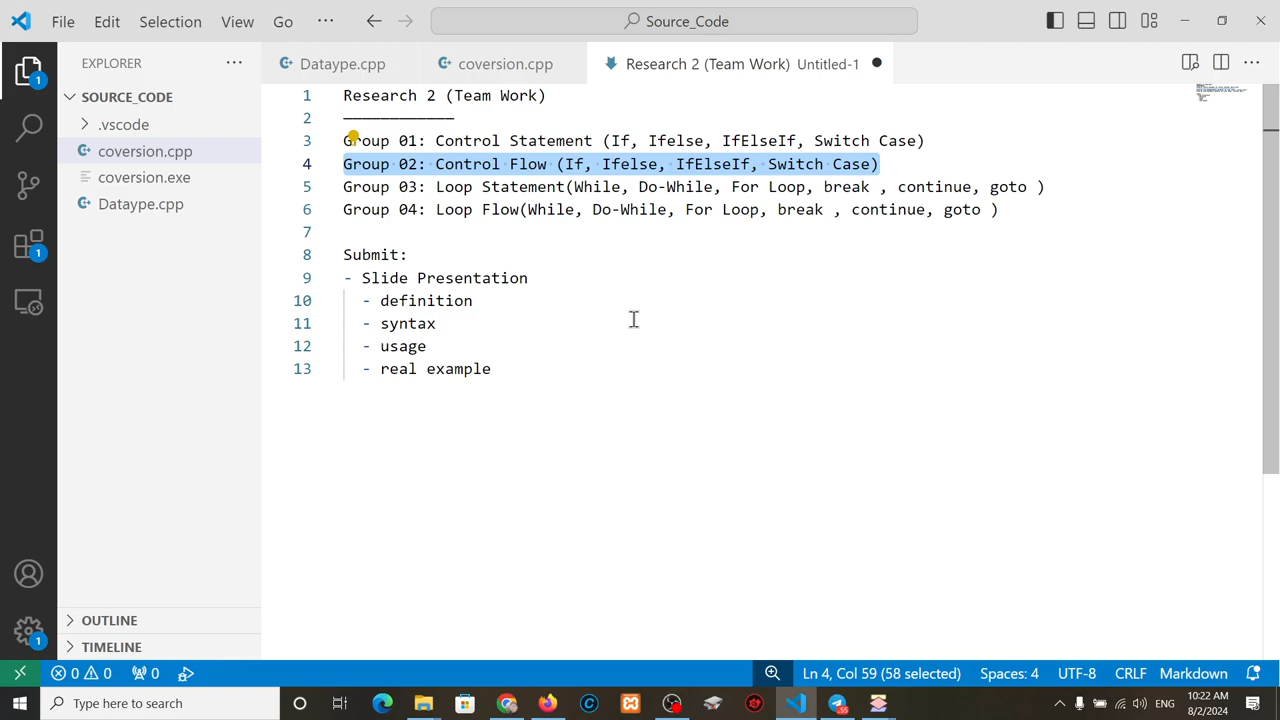 File Edit Selection View Go ··· Source_Code
EXPLORER ···
Dataype.cpp
coversion.cpp
Research 2 (Team Work) Untitled-1
SOURCE_CODE
.vscode
coversion.cpp
coversion.exe
Dataype.cpp
OUTLINE
TIMELINE
1 Research 2 (Team Work)
2 ────────────
3 Group 01: Control Statement (If, Ifelse, IfElseIf, Switch Case)
4 Group 02: Control Flow (If, Ifelse, IfElseIf, Switch Case)
5 Group 03: Loop Statement(While, Do-While, For Loop, break , continue, goto )
6 Group 04: Loop Flow(While, Do-While, For Loop, break , continue, goto )
7
8 Submit:
9 - Slide Presentation
10 - definition
11 - syntax
12 - usage
13 - real example
1
1
1
0 0 0 Ln 4, Col 59 (58 selected) Spaces: 4 UTF-8 CRLF Markdown
Type here to search
55
ENG
10:22 AM
8/2/2024